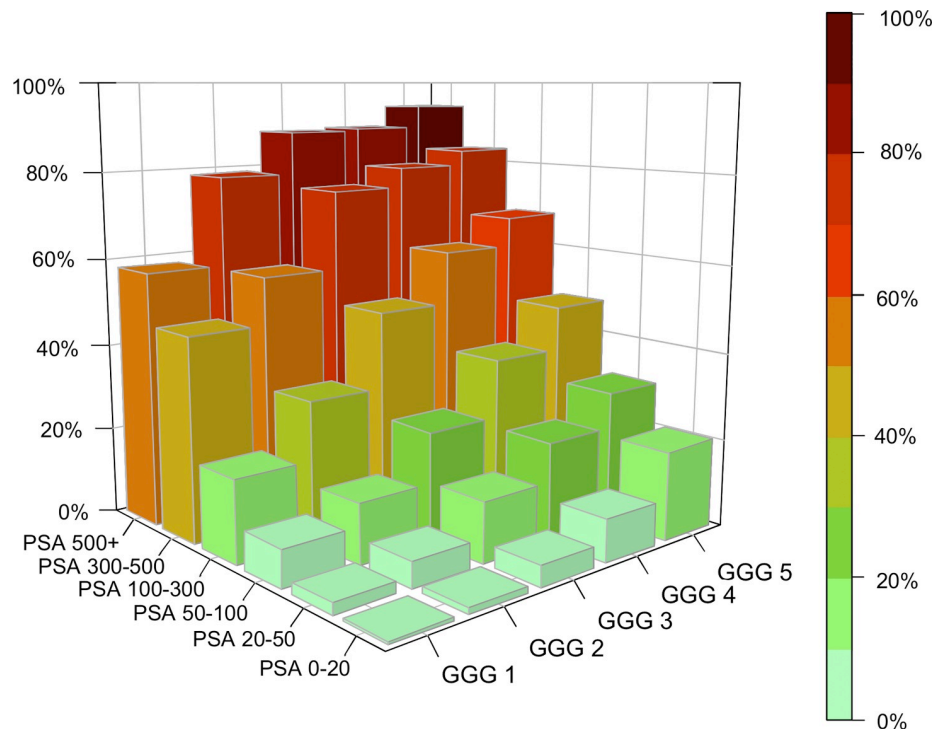 100%
80%
60%
40%
20%
0%
PSA 500+
PSA 300-500
PSA 100-300
PSA 50-100
PSA 20-50
PSA 0-20
GGG 1
GGG 2
GGG 3
GGG 4
GGG 5
100%
80%
60%
40%
20%
0%